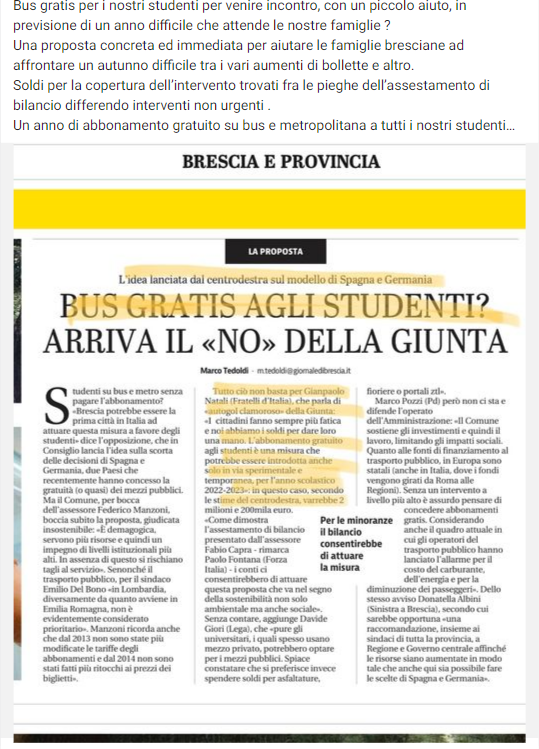 Bus gratis per i nostri studenti per venire incontro, con un piccolo aiuto, in
previsione di un anno difficile che attende le nostre famiglie ?
Una proposta concreta ed immediata per aiutare le famiglie bresciane ad
affrontare un autunno difficile tra i vari aumenti di bollette e altro.
Soldi per la copertura dell'intervento trovati fra le pieghe dell'assestamento di
bilancio differendo interventi non urgenti .
Un anno di abbonamento gratuito su bus e metropolitana a tutti i nostri studenti…
BRESCIA E PROVINCIA
LA PROPOSTA
L'idea lanciata dal centrodestra sul modello di Spagna e Germania
BUS GRATIS AGLI STUDENTI?
ARRIVA IL «NO» DELLA GIUNTA
Marco Tedoldi - m.tedoldi@giornaledibrescia.it
Studenti su bus e metro senza
pagare l'abbonamento?
«Brescia potrebbe essere la
prima città in Italia ad
attuare questa misura a favore degli
studenti» dice l'opposizione, che in
Consiglio lancia l'idea sulla scorta
delle decisioni di Spagna e
Germania, due Paesi che
recentemente hanno concesso la
gratuità (o quasi) dei mezzi pubblici.
Ma il Comune, per bocca
dell'assessore Federico Manzoni,
boccia subito la proposta, giudicata
insostenibile: «È demagogica,
servono più risorse e quindi un
impegno di livelli istituzionali più
alti. In assenza di questo si rischiano
tagli al servizio». Senonché il
trasporto pubblico, per il sindaco
Emilio Del Bono «in Lombardia,
diversamente da quanto avviene in
Emilia Romagna, non è
evidentemente considerato
prioritario». Manzoni ricorda anche
che dal 2013 non sono state più
modificate le tariffe degli
abbonamenti e dal 2014 non sono
stati fatti più ritocchi ai prezzi dei
biglietti».
Tutto ciò non basta per Gianpaolo
Natali (Fratelli d'Italia), che parla di
«autogol clamoroso» della Giunta:
«I cittadini fanno sempre più fatica
e noi abbiamo i soldi per dare loro
una mano. L'abbonamento gratuito
agli studenti è una misura che
potrebbe essere introdotta anche
solo in via sperimentale e
temporanea, per l'anno scolastico
2022-2023»: in questo caso, secondo
le stime del centrodestra, varrebbe 2
milioni e 200mila euro.
«Come dimostra
l'assestamento di bilancio
presentato dall'assessore
Fabio Capra - rimarca
Paolo Fontana (Forza
Italia) - i conti ci
consentirebbero di attuare
questa proposta che va nel segno
della sostenibilità non solo
ambientale ma anche sociale».
Senza contare, aggiunge Davide
Giori (Lega), che «pure gli
universitari, i quali spesso usano
mezzo privato, potrebbero optare
per i mezzi pubblici. Spiace
constatare che si preferisce invece
spendere soldi per asfaltature,
Per le minoranze
il bilancio
consentirebbe
di attuare
la misura
fioriere o portali ztl».
Marco Pozzi (Pd) però non ci sta e
difende l'operato
dell'Amministrazione: «Il Comune
sostiene gli investimenti e quindi il
lavoro, limitando gli impatti sociali.
Quanto alle fonti di finanziamento al
trasporto pubblico, in Europa sono
statali (anche in Italia, dove i fondi
vengono girati da Roma alle
Regioni). Senza un intervento a
livello più alto è assurdo pensare di
concedere abbonamenti
gratis. Considerando
anche il quadro attuale in
cui gli operatori del
trasporto pubblico hanno
lanciato l'allarme per il
costo del carburante,
dell'energia e per la
diminuzione dei passeggeri». Dello
stesso avviso Donatella Albini
(Sinistra a Brescia), secondo cui
sarebbe opportuna «una
raccomandazione, insieme ai
sindaci di tutta la provincia, a
Regione e Governo centrale affinché
le risorse siano aumentate in modo
tale che anche qui sia possibile fare
le scelte di Spagna e Germania».